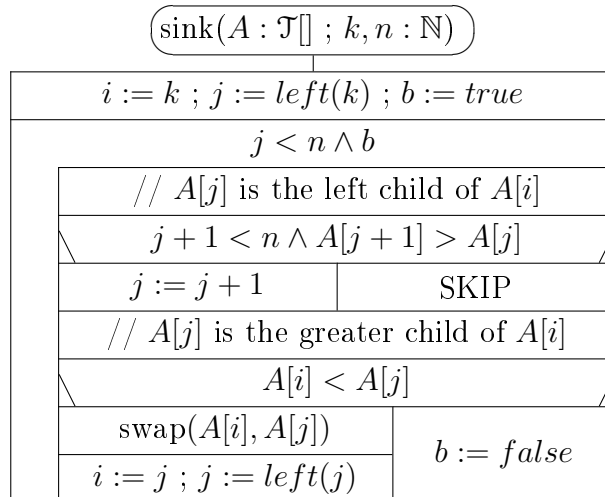 sink(A : 𝒯[] ; k, n : ℕ)
i := k ; j := left(k) ; b := true
j < n ∧ b
// A[j] is the left child of A[i]
j + 1 < n ∧ A[j + 1] > A[j]
j := j + 1 SKIP
// A[j] is the greater child of A[i]
A[i] < A[j]
swap(A[i], A[j])
i := j ; j := left(j)
b := false